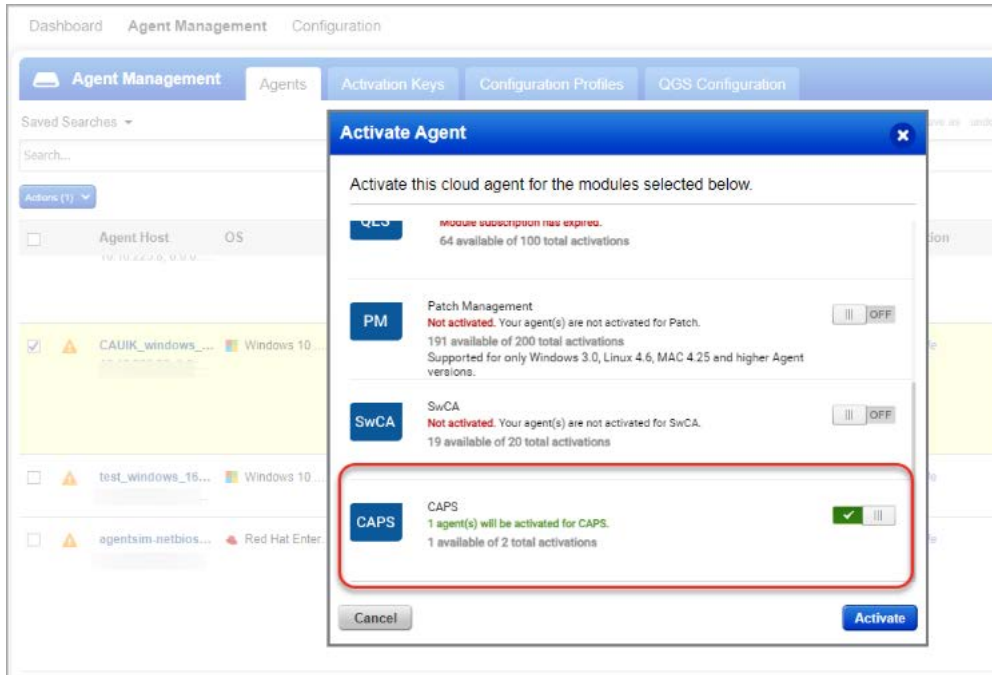 Dashboard Agent Management Configuration
Agent Management Agents Activation Keys Configuration Profiles QGS Configuration
Saved Searches
Search...
Actions (1)
Agent Host OS
Activate Agent
Activate this cloud agent for the modules selected below.
Module subscription has expired.
64 available of 100 total activations
PM
Patch Management
Not activated. Your agent(s) are not activated for Patch.
191 available of 200 total activations
Supported for only Windows 3.0, Linux 4.6, MAC 4.25 and higher Agent
versions.
OFF
SwCA
SwCA
Not activated. Your agent(s) are not activated for SwCA.
19 available of 20 total activations
OFF
CAPS
CAPS
1 agent(s) will be activated for CAPS.
1 available of 2 total activations
Cancel Activate
CAUIK_windows_... Windows 10 ...
test_windows_16... Windows 10 ...
agentsim-netbios... Red Hat Enter...